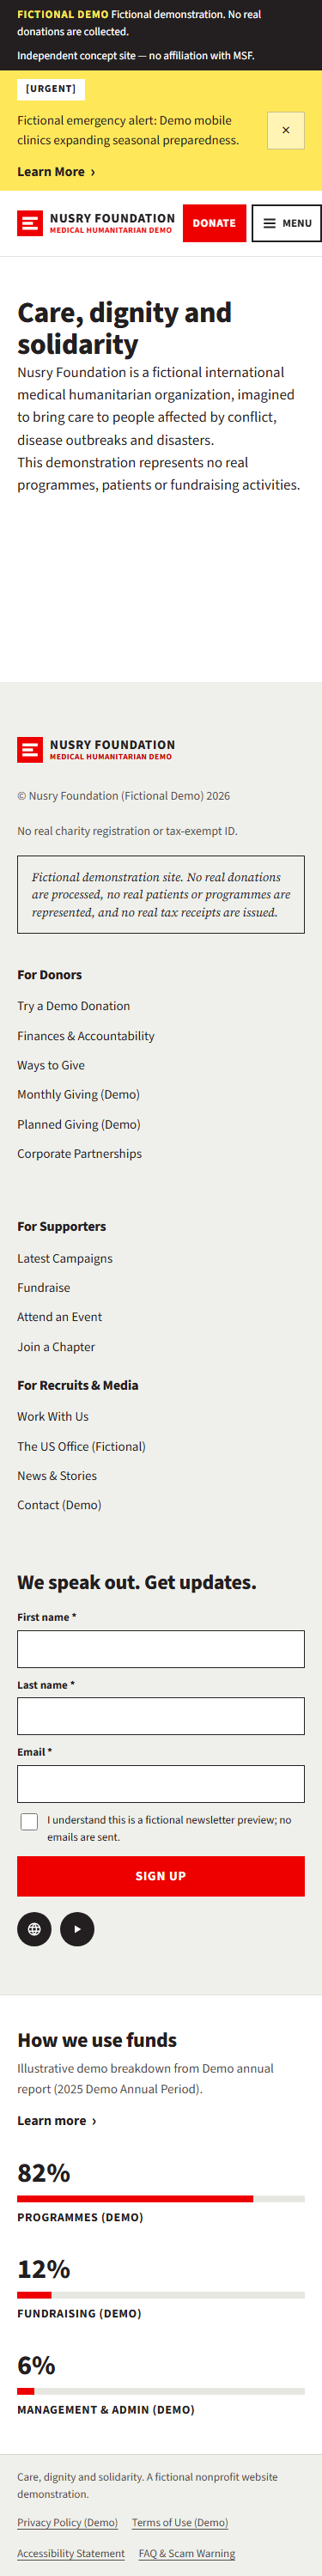 FICTIONAL DEMO Fictional demonstration. No real
donations are collected.
Independent concept site — no affiliation with MSF.
[URGENT]
Fictional emergency alert: Demo mobile
clinics expanding seasonal preparedness.
×
Learn More ›
NUSRY FOUNDATION
MEDICAL HUMANITARIAN DEMO
DONATE
MENU
Care, dignity and
solidarity
Nusry Foundation is a fictional international
medical humanitarian organization, imagined
to bring care to people affected by conflict,
disease outbreaks and disasters.
This demonstration represents no real
programmes, patients or fundraising activities.
NUSRY FOUNDATION
MEDICAL HUMANITARIAN DEMO
© Nusry Foundation (Fictional Demo) 2026
No real charity registration or tax-exempt ID.
Fictional demonstration site. No real donations
are processed, no real patients or programmes are
represented, and no real tax receipts are issued.
For Donors
Try a Demo Donation
Finances & Accountability
Ways to Give
Monthly Giving (Demo)
Planned Giving (Demo)
Corporate Partnerships
For Supporters
Latest Campaigns
Fundraise
Attend an Event
Join a Chapter
For Recruits & Media
Work With Us
The US Office (Fictional)
News & Stories
Contact (Demo)
We speak out. Get updates.
First name *
Last name *
Email *
I understand this is a fictional newsletter preview; no
emails are sent.
SIGN UP
How we use funds
Illustrative demo breakdown from Demo annual
report (2025 Demo Annual Period).
Learn more ›
82%
PROGRAMMES (DEMO)
12%
FUNDRAISING (DEMO)
6%
MANAGEMENT & ADMIN (DEMO)
Care, dignity and solidarity. A fictional nonprofit website
demonstration.
Privacy Policy (Demo) Terms of Use (Demo)
Accessibility Statement FAQ & Scam Warning